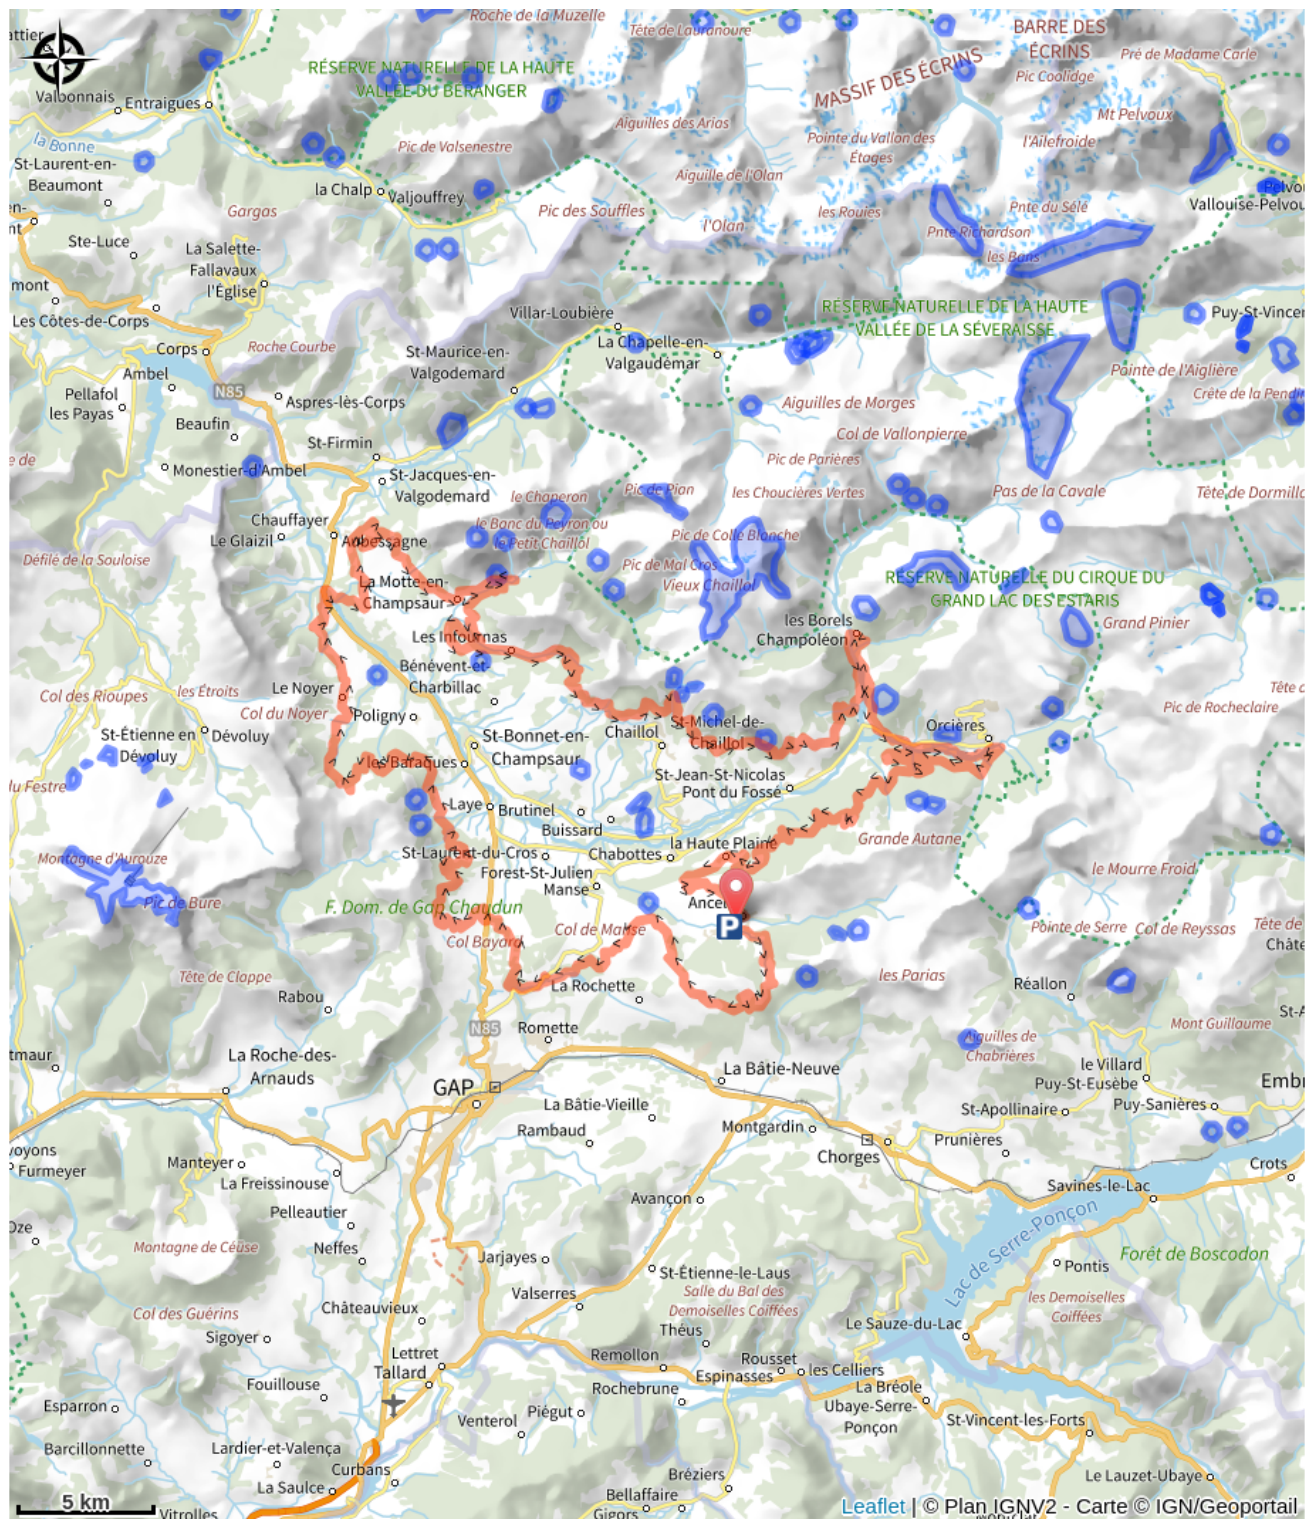 Roche de la Muzelle
Tête de Lauranoure
BARRE DES
ÉCRINS
Pré de Madame Carle
MASSIF DES ÉCRINS
Pic Coolidge
RÉSERVE NATURELLE DE LA HAUTE
VALLÉE DU BÉRANGER
Valbonnais
Entraigues
Mt Pelvoux
la Bonne
Aiguilles des Arias
Pointe du Vallon des
Étages
l'Ailefroide
Pic de Valsenestre
St-Laurent-en-
Beaumont
Aiguille de l'Olan
la Chalp
Valjouffrey
Vallouise-Pelvou
Gargas
Pic des Souffles
l'Olan
les Rouies
Pnte du Sélé
Pnte Richardson
les Bans
Ste-Luce
La Salette-
Fallavaux
l'Église
mont
Les Côtes-de-Corps
Villar-Loubière
RÉSERVE NATURELLE DE LA HAUTE
VALLÉE DE LA SÉVERAISSE
Puy-St-Vincen
Corps
Roche Courbe
St-Maurice-en-
Valgodemard
La Chapelle-en-
Valgaudémar
Ambel
Pointe de l'Aiglière
Pellafol
les Payas
N85
Aspres-lès-Corps
Aiguilles de Morges
Crête de la Pendi
Beaufin
St-Firmin
Col de Vallonpierre
Monestier-d'Ambel
St-Jacques-en-
Valgodemard
Pic de Parières
le Chaperon
Pic de Pian
les Choucières Vertes
Pas de la Cavale
Tête de Dormillo
Chauffayer
Le Glaizil
Aubessagne
le Banc du Peyron ou
le Petit Chaillol
Pic de Colle Blanche
Défilé de la Souloise
Pic de Mal Cros
Vieux Chaillol
RÉSERVE NATURELLE DU CIRQUE DU
GRAND LAC DES ESTARIS
La Motte-en-
Champsaur
les Borels
Champoléon
Grand Pinier
Les Infournas
Bénévent-et-
Charbillac
Col des Rioupes
les Étroits
Le Noyer
Col du Noyer
Poligny
Pic de Rocheclaire
St-Étienne en
Dévoluy
Dévoluy
Orcières
St-Bonnet-en-
Champsaur
Chaillol
St-Michel-de-
Chaillol
les Baraques
St-Jean-St-Nicolas
Pont du Fossé
du Festre
Laye
Brutinel
Buissard
Grande Autane
Montagne d'Aurouze
Pic de Bure
St-Laurent-du-Cros
Chabottes
la Haute Plaine
le Mourre Froid
Forest-St-Julien
Manse
Ancelle
P
F. Dom. de Gap Chaudun
Col Bayard
Col de Manse
Pointe de Serre
Col de Reyssas
Tête de
Châte
Tête de Clappe
les Parias
La Rochette
Rabou
Réallon
St-A
N85
Romette
Mont Guillaume
tmaur
La Roche-des-
Arnauds
GAP
La Bâtie-Neuve
Aiguilles de
Chabrières
le Villard
Puy-St-Eusèbe
Embr
La Bâtie-Vieille
St-Apollinaire
Puy-Sanières
Rambaud
Montgardin
Prunières
Chorges
voyons
Furmeyer
Manteyer
La Freissinouse
Crots
Savines-le-Lac
Avançon
Pelleautier
Oze
Neffes
Montagne de Céüse
Jarjayes
St-Étienne-le-Laus
Lac de Serre-Ponçon
Forêt de Boscodon
Pontis
Valserres
Salle du Bal des
Demoiselles Coiffées
les Demoiselles
Coiffées
Col des Guérins
Châteauvieux
Sigoyer
Théus
Le Sauze-du-Lac
Lettret
Tallard
Remollon
Rousset
Espinasses
les Celliers
Fouillouse
Rochebrune
La Bréole
Ubaye-Serre-
Ponçon
Esparron
Venterol
Piégut
St-Vincent-les-Forts
Barcillonnette
Lardier-et-Valença
Curbans
La Saulce
Bréziers
Le Lauzet-Ubaye
Bellaffaire
Gigors
5 km
Vitrolles
Leaflet | © Plan IGNV2 - Carte © IGN/Geoportail